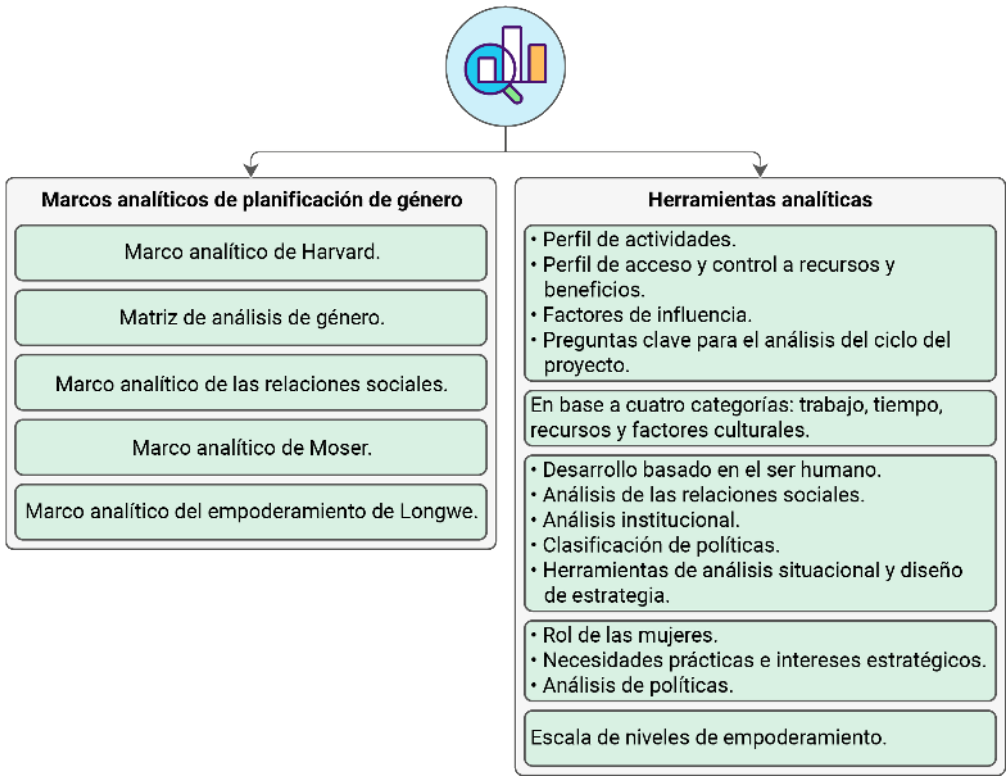 Marcos analíticos de planificación de género
Marco analítico de Harvard.
Matriz de análisis de género.
Marco analítico de las relaciones sociales.
Marco analítico de Moser.
Marco analítico del empoderamiento de Longwe.
Herramientas analíticas
• Perfil de actividades.
• Perfil de acceso y control a recursos y
beneficios.
• Factores de influencia.
• Preguntas clave para el análisis del ciclo del
proyecto.
En base a cuatro categorías: trabajo, tiempo,
recursos y factores culturales.
• Desarrollo basado en el ser humano.
• Análisis de las relaciones sociales.
• Análisis institucional.
• Clasificación de políticas.
• Herramientas de análisis situacional y diseño
de estrategia.
• Rol de las mujeres.
• Necesidades prácticas e intereses estratégicos.
• Análisis de políticas.
Escala de niveles de empoderamiento.